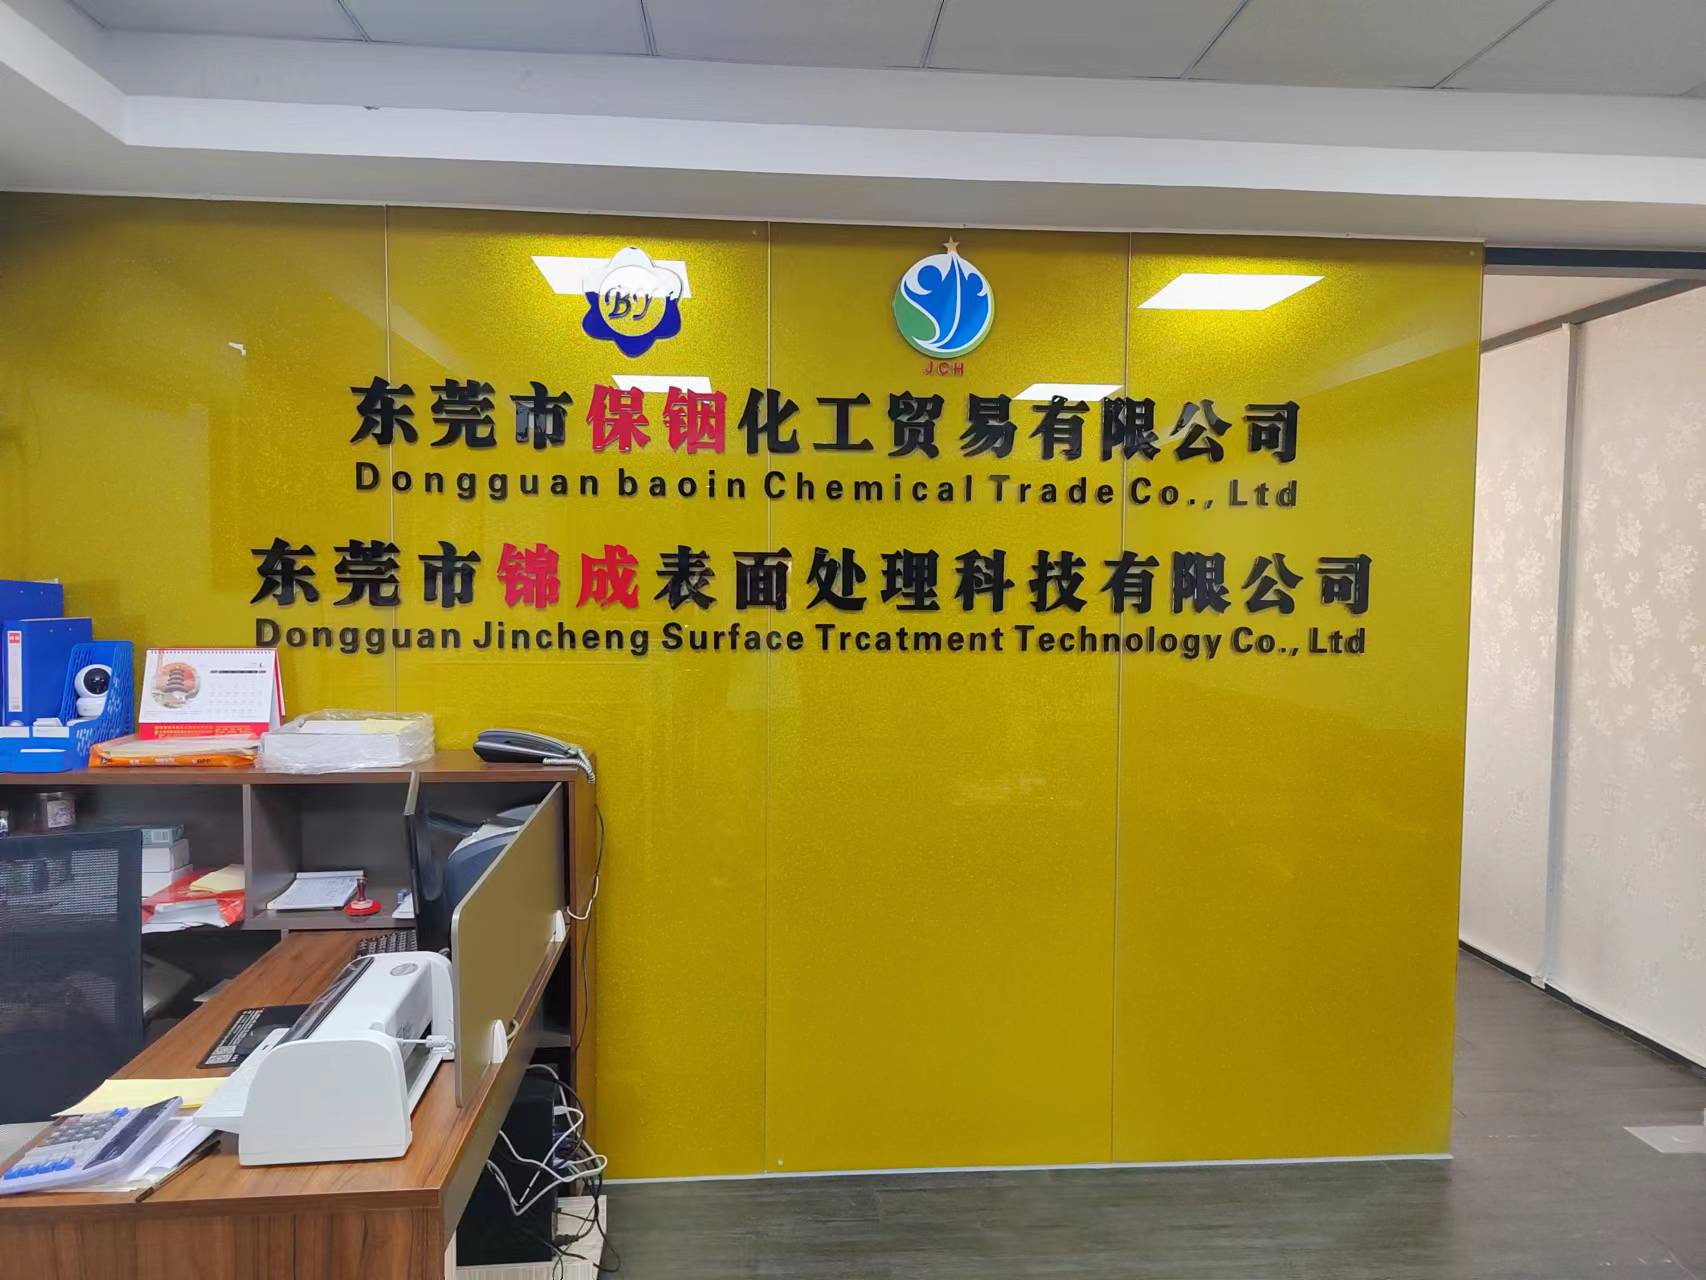 BY
JCH
东莞市保铟化工贸易有限公司
Dongguan baoin Chemical Trade Co., Ltd
东莞市锦成表面处理科技有限公司
Dongguan Jincheng Surface Trcatment Technology Co., Ltd